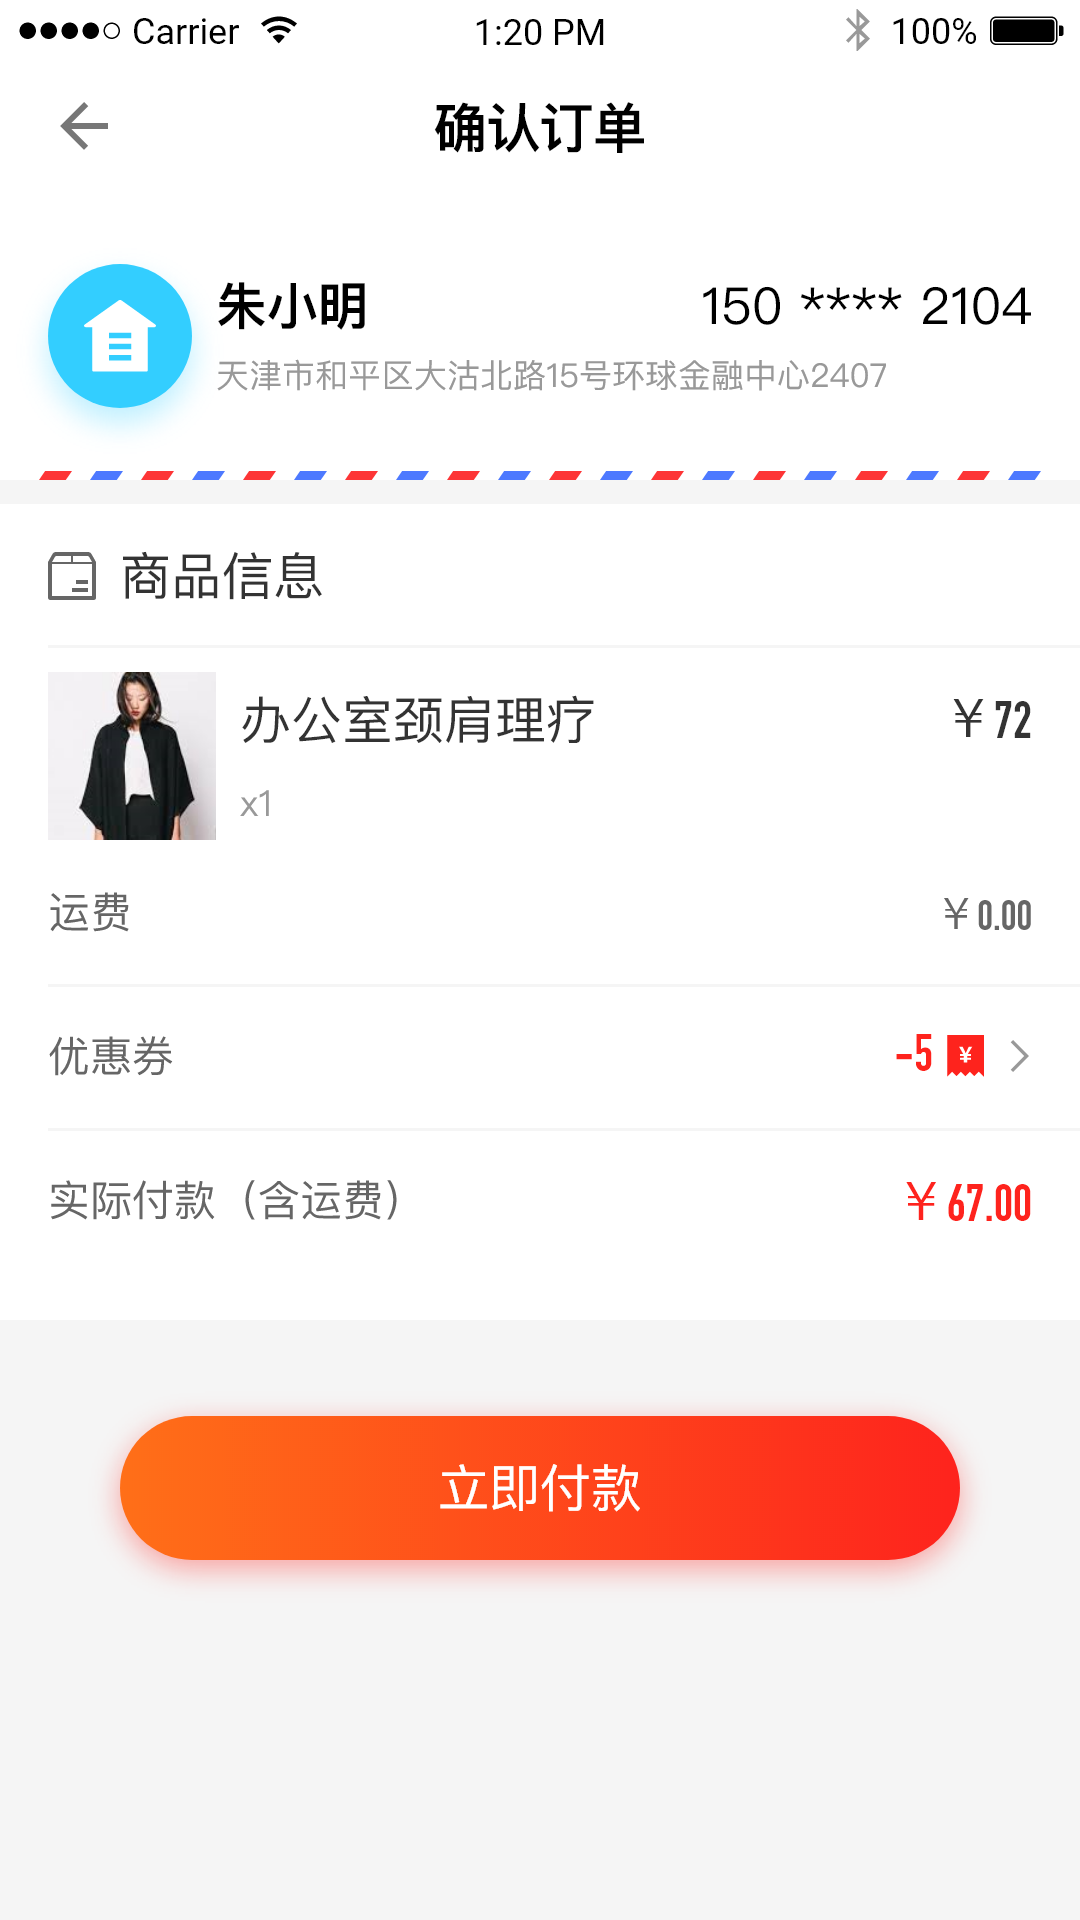 Carrier 1:20 PM 100%
确认订单
朱小明 150 **** 2104
天津市和平区大沽北路15号环球金融中心2407
商品信息
办公室颈肩理疗 ￥72
x1
运费 ￥0.00
优惠券 -5 ¥
实际付款（含运费） ￥67.00
立即付款